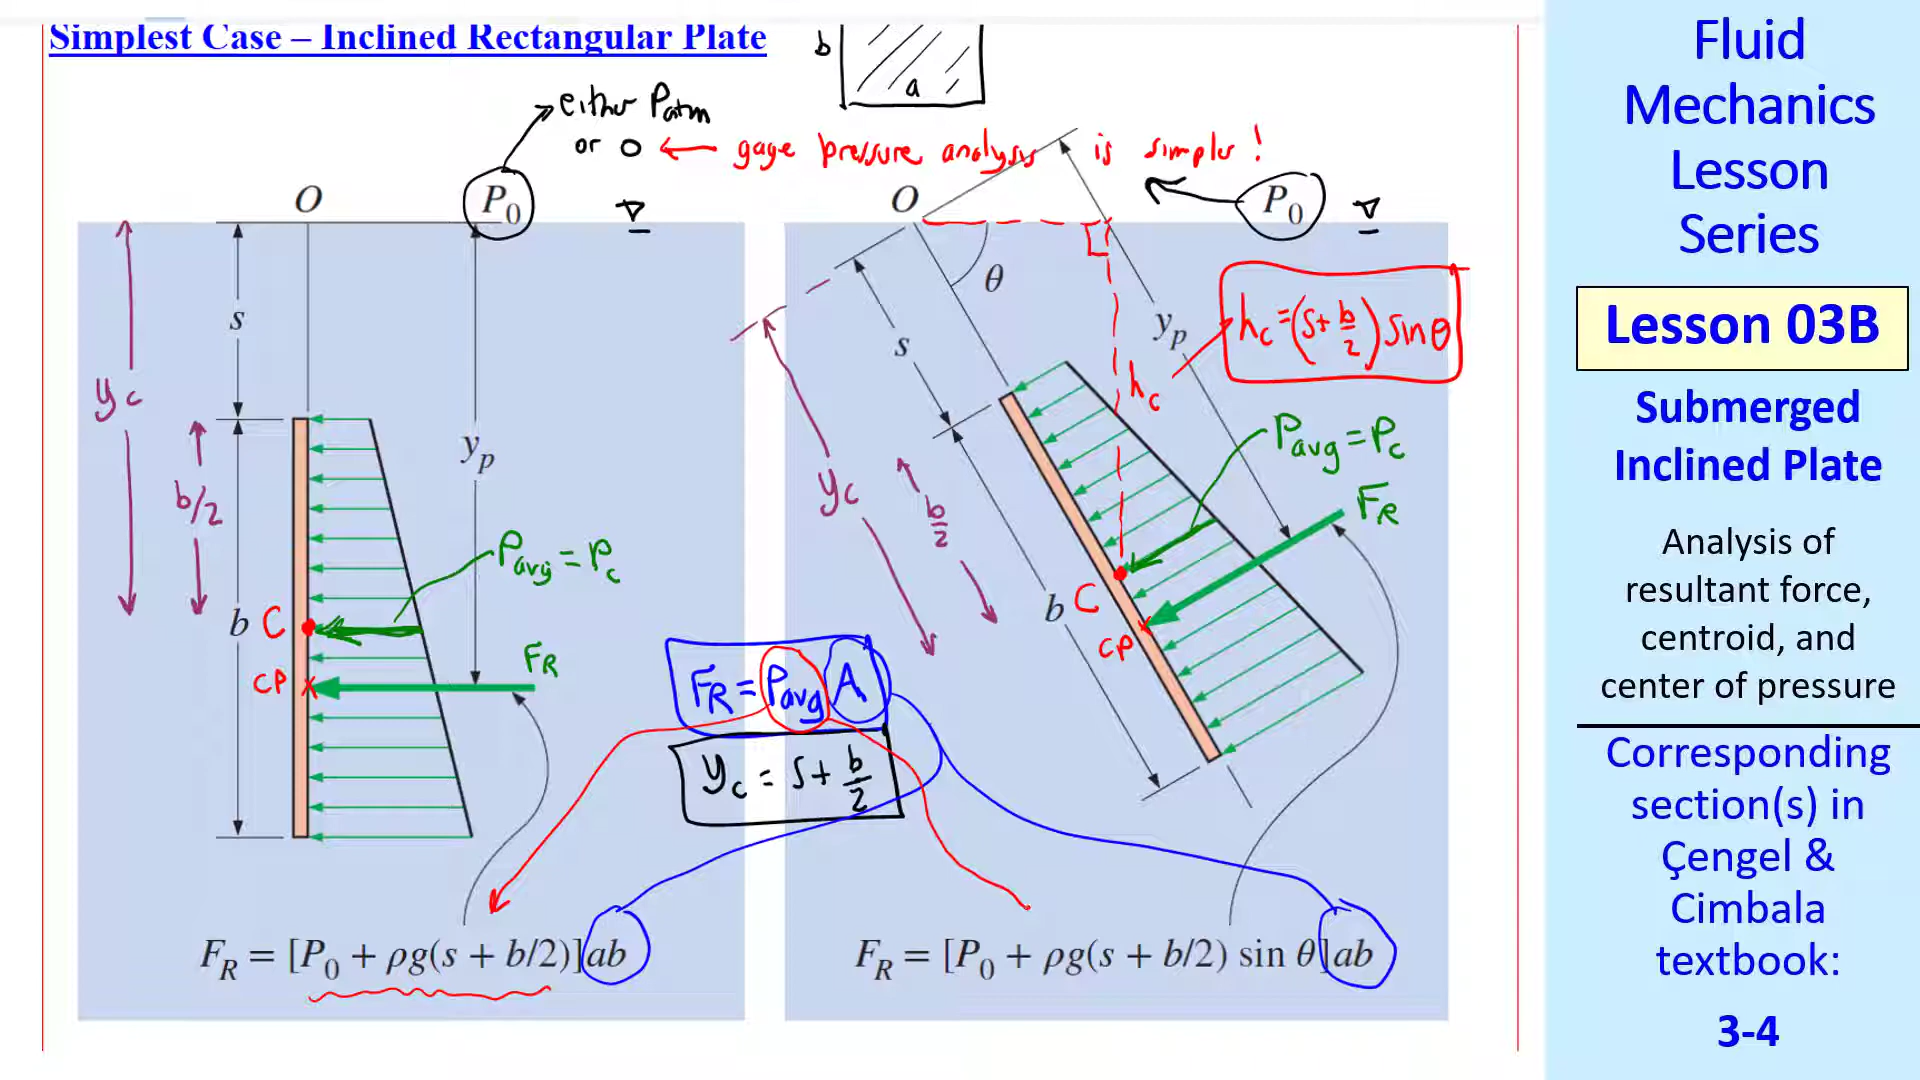 Simplest Case – Inclined Rectangular Plate
b
a
either Patm
or 0 ← gage pressure analysis is simpler!
O
P0
O
P0
s
yc
b/2
b
C
CP
yp
Pavg = Pc
FR
θ
s
yc
b/2
b
C
CP
hc
hc = (s + b/2) sin θ
yp
Pavg = Pc
FR
FR = Pavg A
yc = s + b/2
FR = [P0 + ρg(s + b/2)]ab
FR = [P0 + ρg(s + b/2) sin θ]ab
Fluid
Mechanics
Lesson
Series
Lesson 03B
Submerged
Inclined Plate
Analysis of
resultant force,
centroid, and
center of pressure
Corresponding
section(s) in
Çengel &
Cimbala
textbook:
3-4